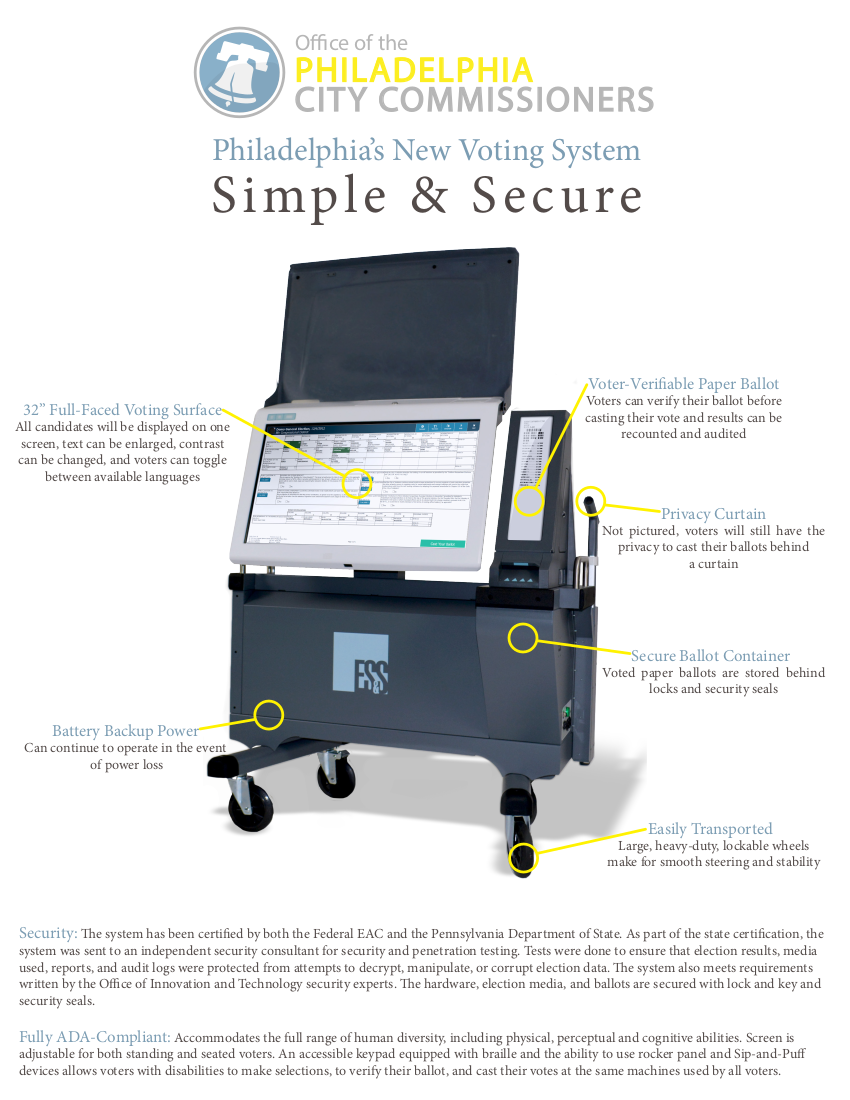 Office of the
PHILADELPHIA
CITY COMMISSIONERS
Philadelphia's New Voting System
Simple & Secure
32" Full-Faced Voting Surface
All candidates will be displayed on one
screen, text can be enlarged, contrast
can be changed, and voters can toggle
between available languages
Voter-Verifiable Paper Ballot
Voters can verify their ballot before
casting their vote and results can be
recounted and audited
Privacy Curtain
Not pictured, voters will still have the
privacy to cast their ballots behind
a curtain
ES&S
Secure Ballot Container
Voted paper ballots are stored behind
locks and security seals
Battery Backup Power
Can continue to operate in the event
of power loss
Easily Transported
Large, heavy-duty, lockable wheels
make for smooth steering and stability
Security: The system has been certified by both the Federal EAC and the Pennsylvania Department of State. As part of the state certification, the
system was sent to an independent security consultant for security and penetration testing. Tests were done to ensure that election results, media
used, reports, and audit logs were protected from attempts to decrypt, manipulate, or corrupt election data. The system also meets requirements
written by the Office of Innovation and Technology security experts. The hardware, election media, and ballots are secured with lock and key and
security seals.
Fully ADA-Compliant: Accommodates the full range of human diversity, including physical, perceptual and cognitive abilities. Screen is
adjustable for both standing and seated voters. An accessible keypad equipped with braille and the ability to use rocker panel and Sip-and-Puff
devices allows voters with disabilities to make selections, to verify their ballot, and cast their votes at the same machines used by all voters.